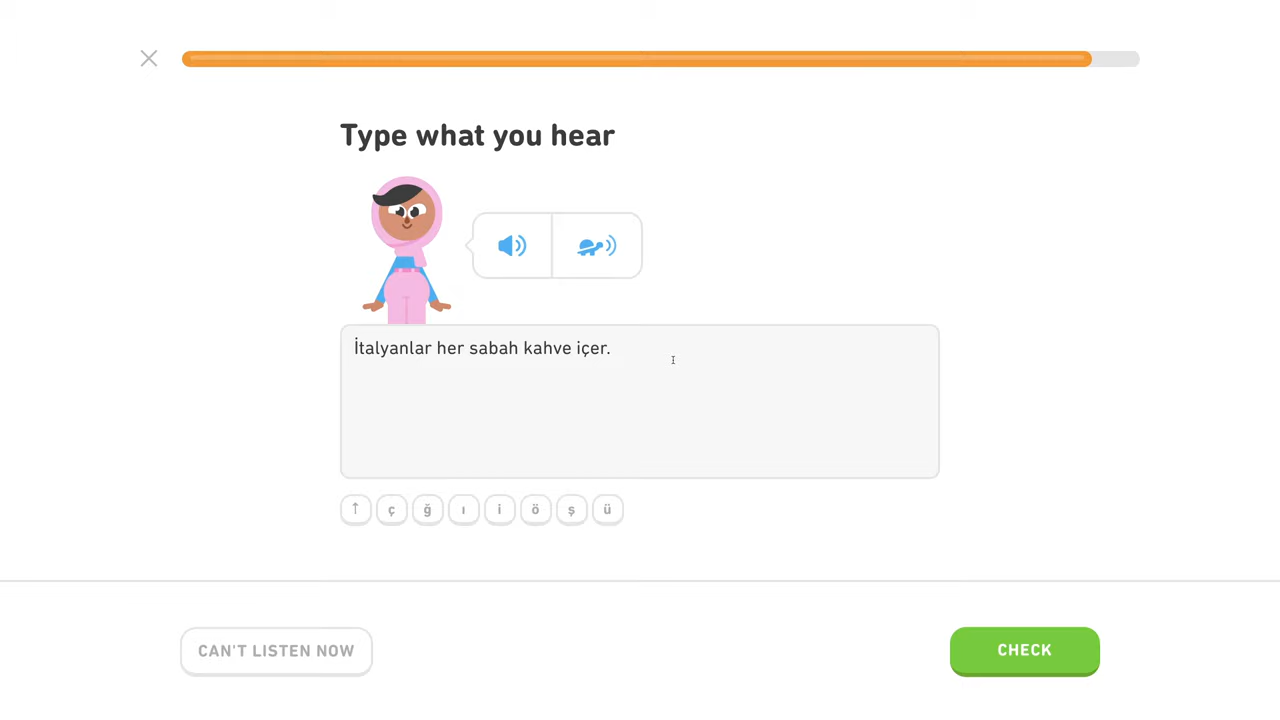 Type what you hear
İtalyanlar her sabah kahve içer.
↑ ç ğ ı i ö ş ü
CAN'T LISTEN NOW
CHECK